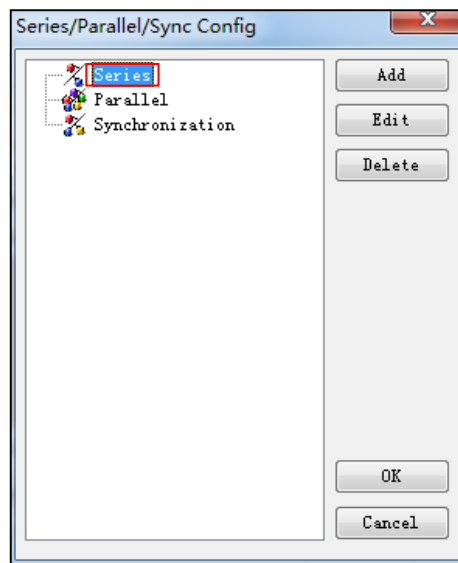 Series/Parallel/Sync Config
Series
Parallel
Synchronization
Add
Edit
Delete
OK
Cancel